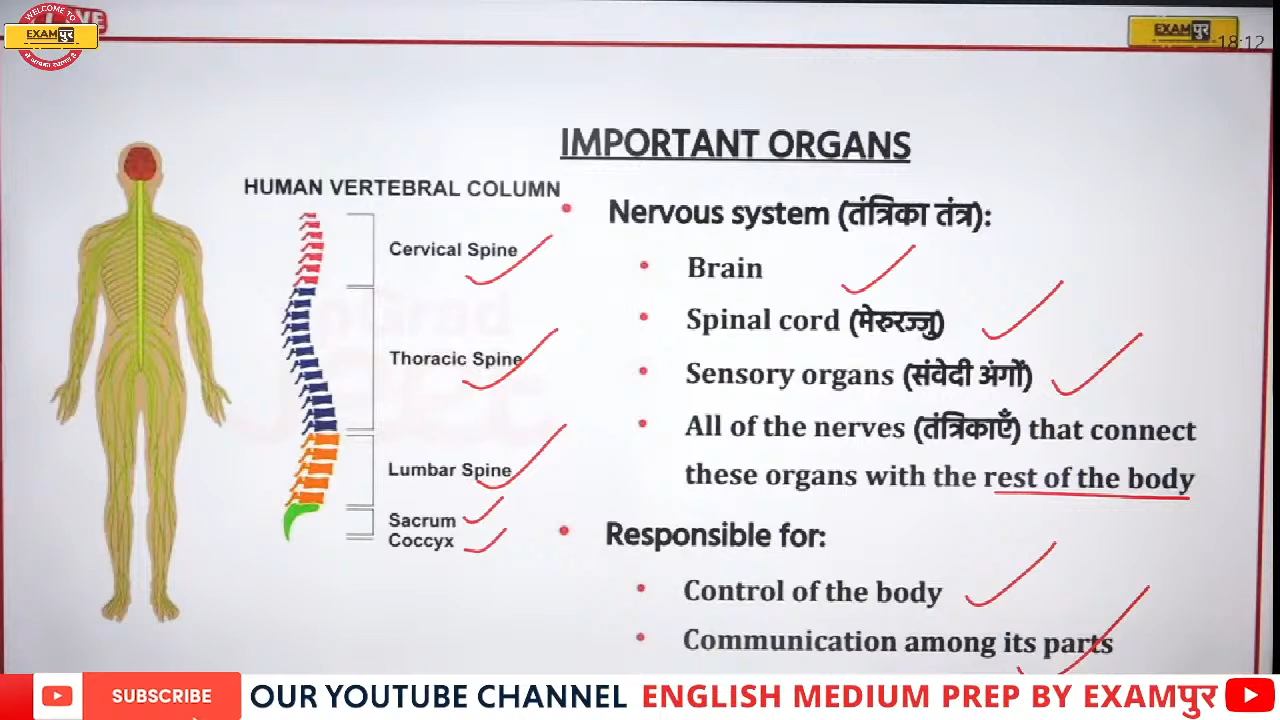 WELCOME TO
LIVE
EXAMपुर
EXAMपुर
18:12
IMPORTANT ORGANS
HUMAN VERTEBRAL COLUMN
Cervical Spine
Thoracic Spine
Lumbar Spine
Sacrum
Coccyx
• Nervous system (तंत्रिका तंत्र):
• Brain
• Spinal cord (मेरुरज्जु)
• Sensory organs (संवेदी अंगों)
• All of the nerves (तंत्रिकाएँ) that connect
these organs with the rest of the body
• Responsible for:
• Control of the body
• Communication among its parts
SUBSCRIBE
OUR YOUTUBE CHANNEL ENGLISH MEDIUM PREP BY EXAMपुर